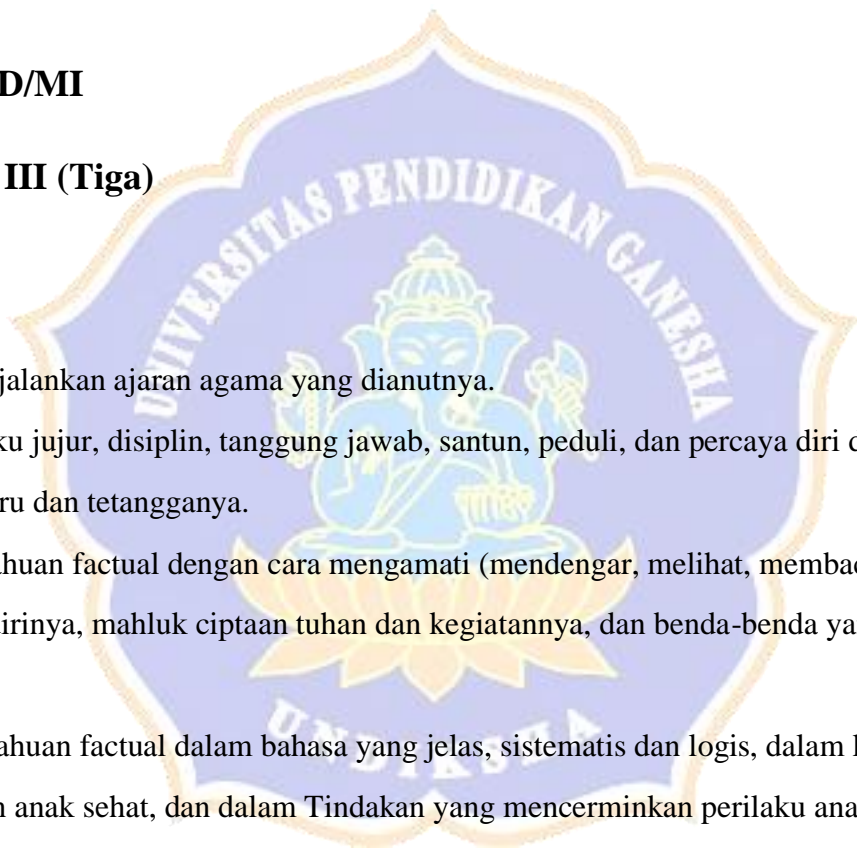 D/MI
III (Tiga)
UNIVERSITAS PENDIDIKAN GANESHA
jalankan ajaran agama yang dianutnya.
ku jujur, disiplin, tanggung jawab, santun, peduli, dan percaya diri d
ru dan tetangganya.
ahuan factual dengan cara mengamati (mendengar, melihat, membac
irinya, mahluk ciptaan tuhan dan kegiatannya, dan benda-benda ya
UNDIKSHA
ahuan factual dalam bahasa yang jelas, sistematis dan logis, dalam
n anak sehat, dan dalam Tindakan yang mencerminkan perilaku ana